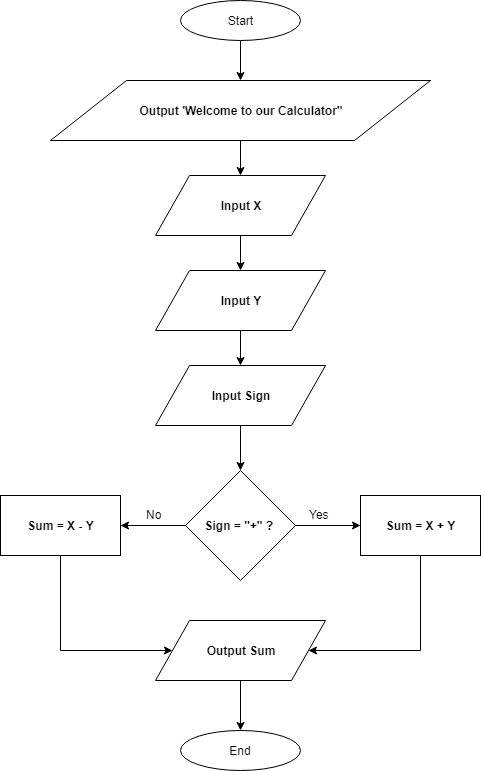 Start
Output 'Welcome to our Calculator"
Input X
Input Y
Input Sign
No
Sign = "+" ?
Yes
Sum = X - Y
Sum = X + Y
Output Sum
End